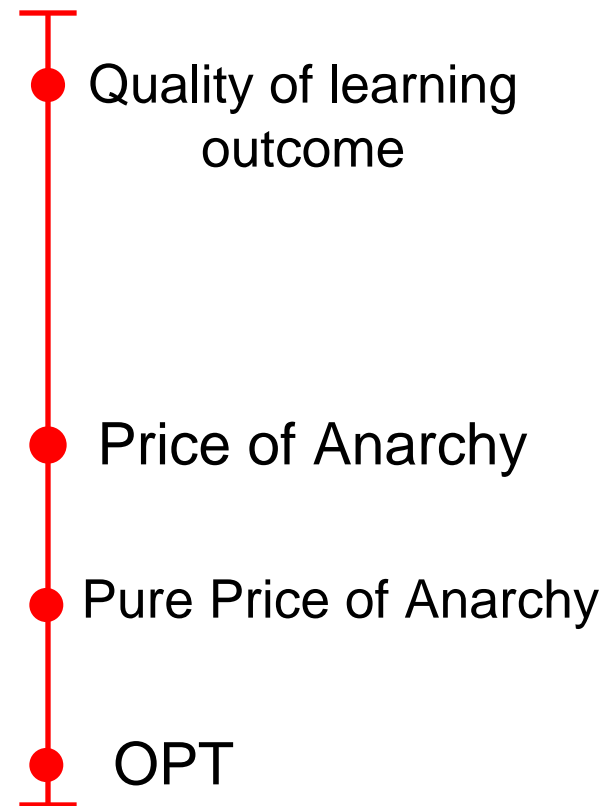 Quality of learning
outcome
Price of Anarchy
Pure Price of Anarchy
OPT